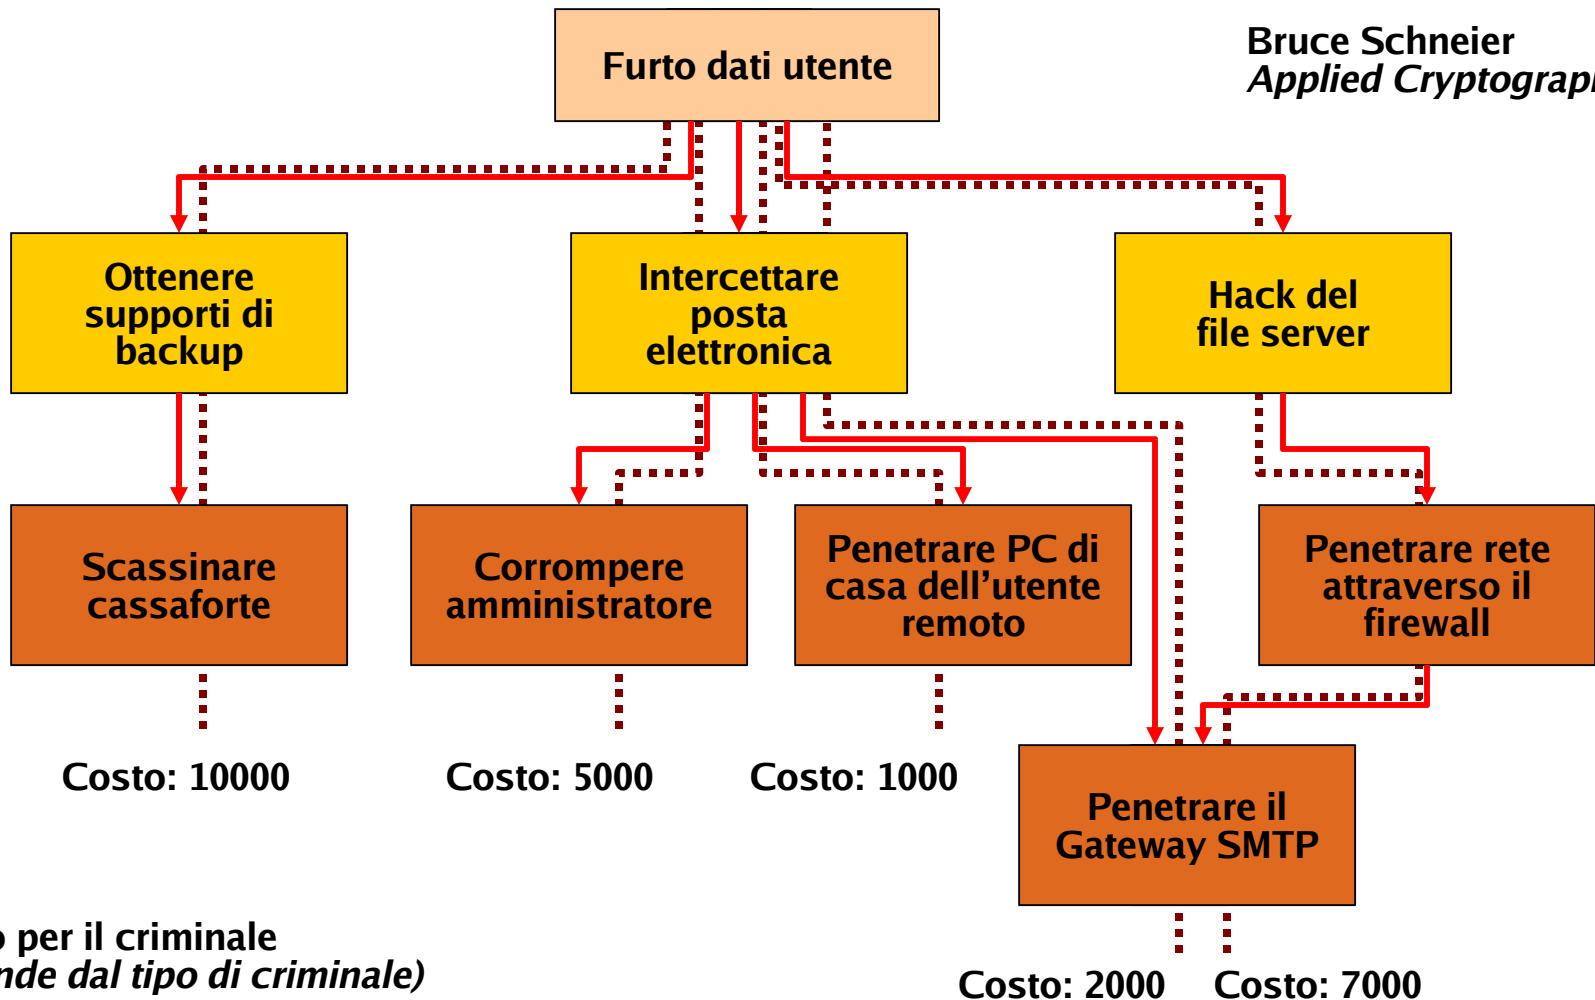 Furto dati utente
Bruce Schneier
Applied Cryptograph
Ottenere
supporti di
backup
Intercettare
posta
elettronica
Hack del
file server
Scassinare
cassaforte
Corrompere
amministratore
Penetrare PC di
casa dell’utente
remoto
Penetrare rete
attraverso il
firewall
Costo: 10000
Costo: 5000
Costo: 1000
Penetrare il
Gateway SMTP
per il criminale
dal tipo di criminale)
Costo: 2000
Costo: 7000